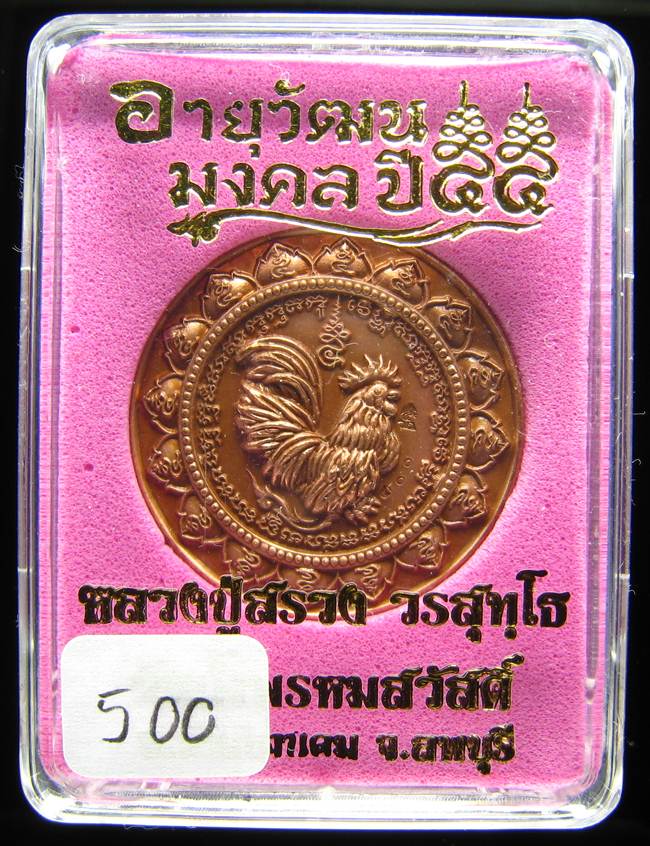 อายุวัฒน
มงคล ปี๕๕
หลวงปู่สรวง วรสุทฺโธ
พรหมสวัสดิ์
จ.ลพบุรี
500